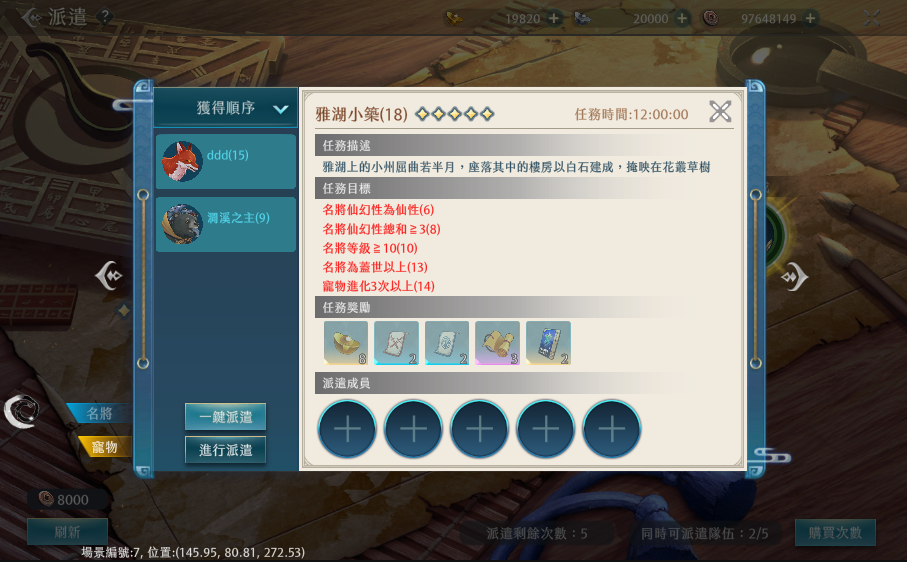 派遣 ?
19820
20000
97648149
獲得順序
ddd(15)
澗溪之主(9)
名將
寵物
一鍵派遣
進行派遣
雅湖小築(18)
任務時間:12:00:00
任務描述
雅湖上的小州屈曲若半月，座落其中的樓房以白石建成，掩映在花叢草樹
任務目標
名將仙幻性為仙性(6)
名將仙幻性總和≧3(8)
名將等級≧10(10)
名將為蓋世以上(13)
寵物進化3次以上(14)
任務獎勵
8
2
2
3
2
派遣成員
8000
刷新
派遣剩餘次數：5
同時可派遣隊伍：2/5
購買次數
場景編號:7, 位置:(145.95, 80.81, 272.53)